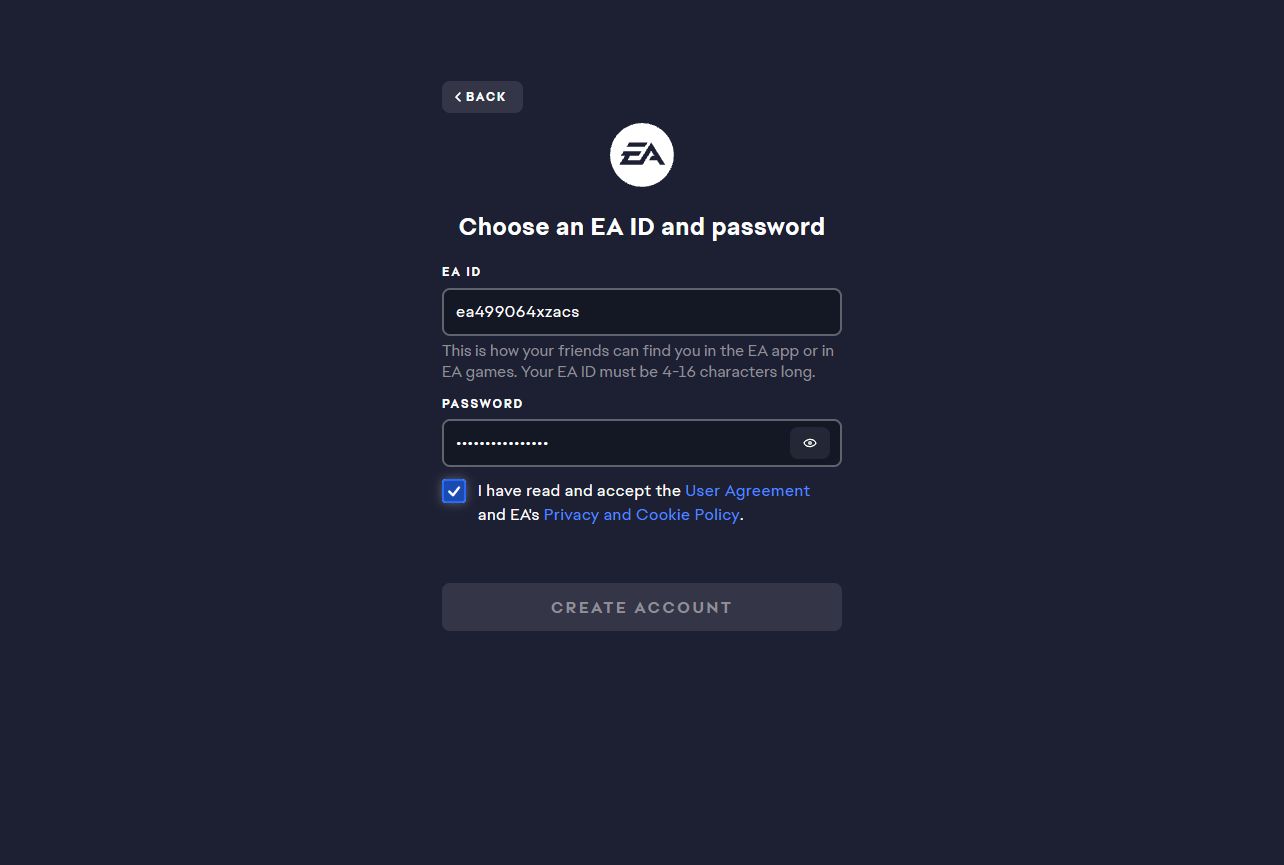 BACK
EA
Choose an EA ID and password
EA ID
ea499064xzacs
This is how your friends can find you in the EA app or in
EA games. Your EA ID must be 4-16 characters long.
PASSWORD
••••••••••••••••
I have read and accept the User Agreement
and EA's Privacy and Cookie Policy.
CREATE ACCOUNT